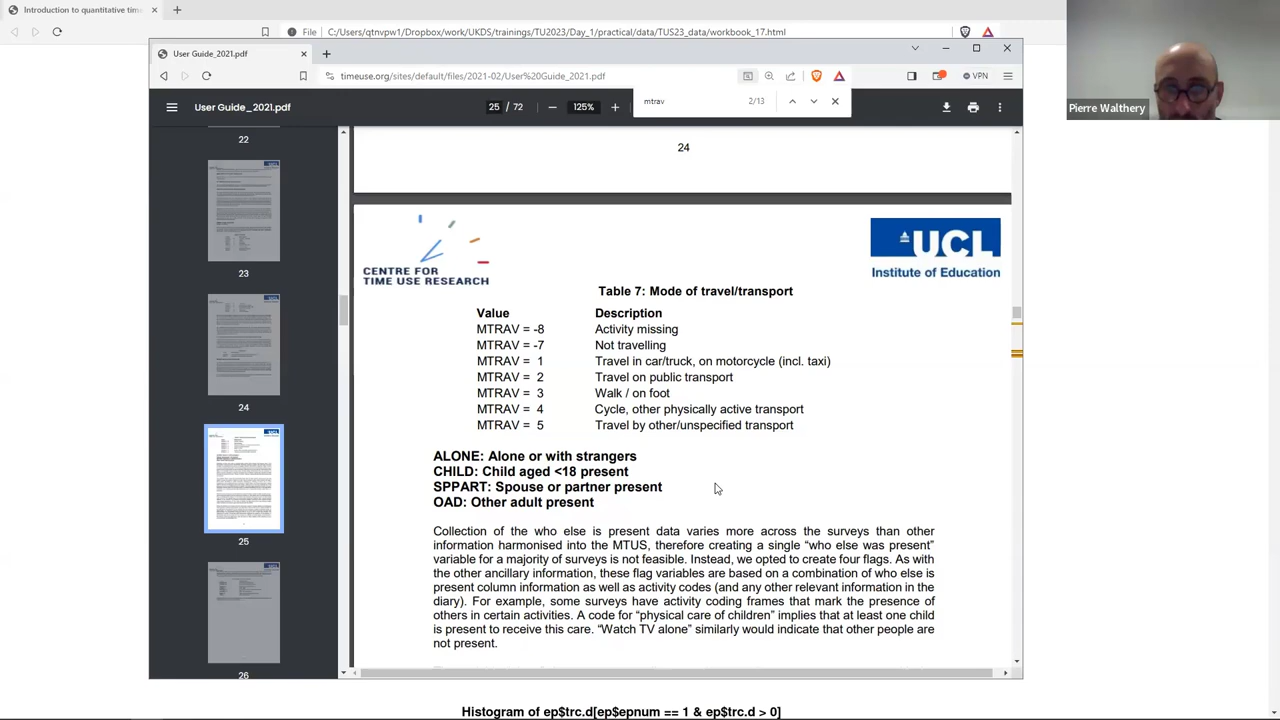 Introduction to quantitative tim
File
C:/Users/qtnvpw1/Dropbox/work/UKDS/trainings/TU2023/Day_1/practical/data/TUS23_data/workbook_17.html
User Guide_2021.pdf
timeuse.org/sites/default/files/2021-02/User%20Guide_2021.pdf
VPN
mtrav
2/13
User Guide_2021.pdf
25 / 72
125%
22
23
24
25
26
24
CENTRE FOR
TIME USE RESEARCH
UCL
Institute of Education
Table 7: Mode of travel/transport
Value Description
MTRAV = -8 Activity missing
MTRAV = -7 Not travelling
MTRAV = 1 Travel in car/truck, on motorcycle (incl. taxi)
MTRAV = 2 Travel on public transport
MTRAV = 3 Walk / on foot
MTRAV = 4 Cycle, other physically active transport
MTRAV = 5 Travel by other/unspecified transport
ALONE: Alone or with strangers
CHILD: Child aged <18 present
SPPART: Spouse or partner present
OAD: Other adult present
Collection of the who else is present data varies more across the surveys than other
information harmonised into the MTUS, therefore creating a single “who else was present”
variable for a majority of surveys is not feasible. Instead, we opted to create four flags. As with
the other ancillary information, these flag variables are based on a combination of who else is
present column information as well as activity codes (and any other relevant information in the
diary). For example, some surveys have activity coding frames that mark the presence of
others in certain activities. A code for “physical care of children” implies that at least one child
is present to receive this care. “Watch TV alone” similarly would indicate that other people are
not present.
Histogram of ep$trc.d[ep$epnum == 1 & ep$trc.d > 0]
Pierre Walthery